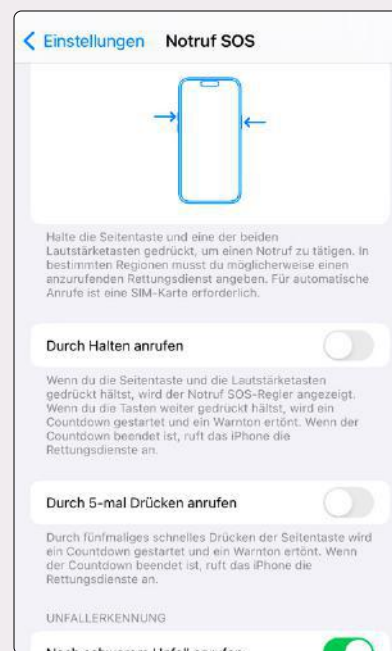 Einstellungen Notruf SOS
Halte die Seitentaste und eine der beiden
Lautstärketasten gedrückt, um einen Notruf zu tätigen. In
bestimmten Regionen musst du möglicherweise einen
anzurufenden Rettungsdienst angeben. Für automatische
Anrufe ist eine SIM-Karte erforderlich.
Durch Halten anrufen
Wenn du die Seitentaste und die Lautstärketasten
gedrückt hältst, wird der Notruf SOS-Regler angezeigt.
Wenn du die Tasten weiter gedrückt hältst, wird ein
Countdown gestartet und ein Warnton ertönt. Wenn der
Countdown beendet ist, ruft das iPhone die
Rettungsdienste an.
Durch 5-mal Drücken anrufen
Durch fünfmaliges schnelles Drücken der Seitentaste wird
ein Countdown gestartet und ein Warnton ertönt. Wenn
der Countdown beendet ist, ruft das iPhone die
Rettungsdienste an.
UNFALLERKENNUNG
Nach schwerem Unfall anrufen